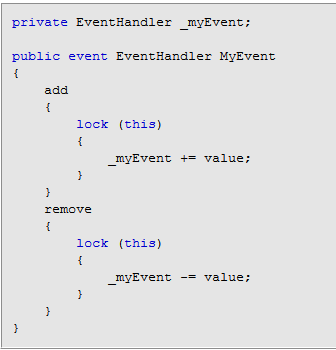 private EventHandler _myEvent;
public event EventHandler MyEvent
{
    add
    {
        lock (this)
        {
            _myEvent += value;
        }
    }
    remove
    {
        lock (this)
        {
            _myEvent -= value;
        }
    }
}